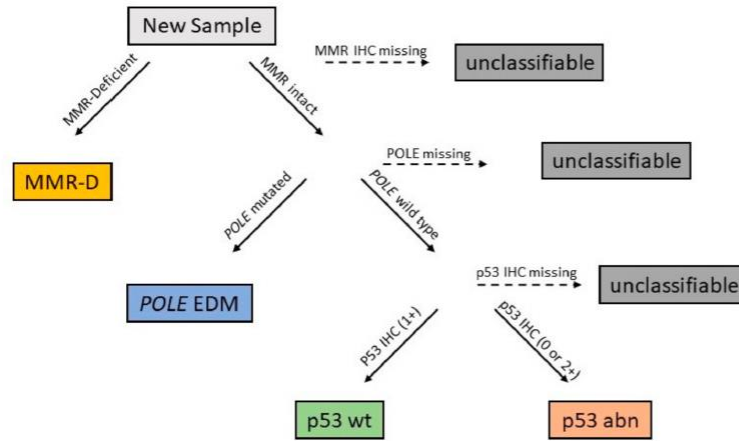 New Sample
MMR IHC missing
unclassifiable
MMR-Deficient
MMR intact
MMR-D
POLE missing
unclassifiable
POLE mutated
POLE wild type
POLE EDM
p53 IHC missing
unclassifiable
P53 IHC (1+)
p53 IHC (0 or 2+)
p53 wt
p53 abn